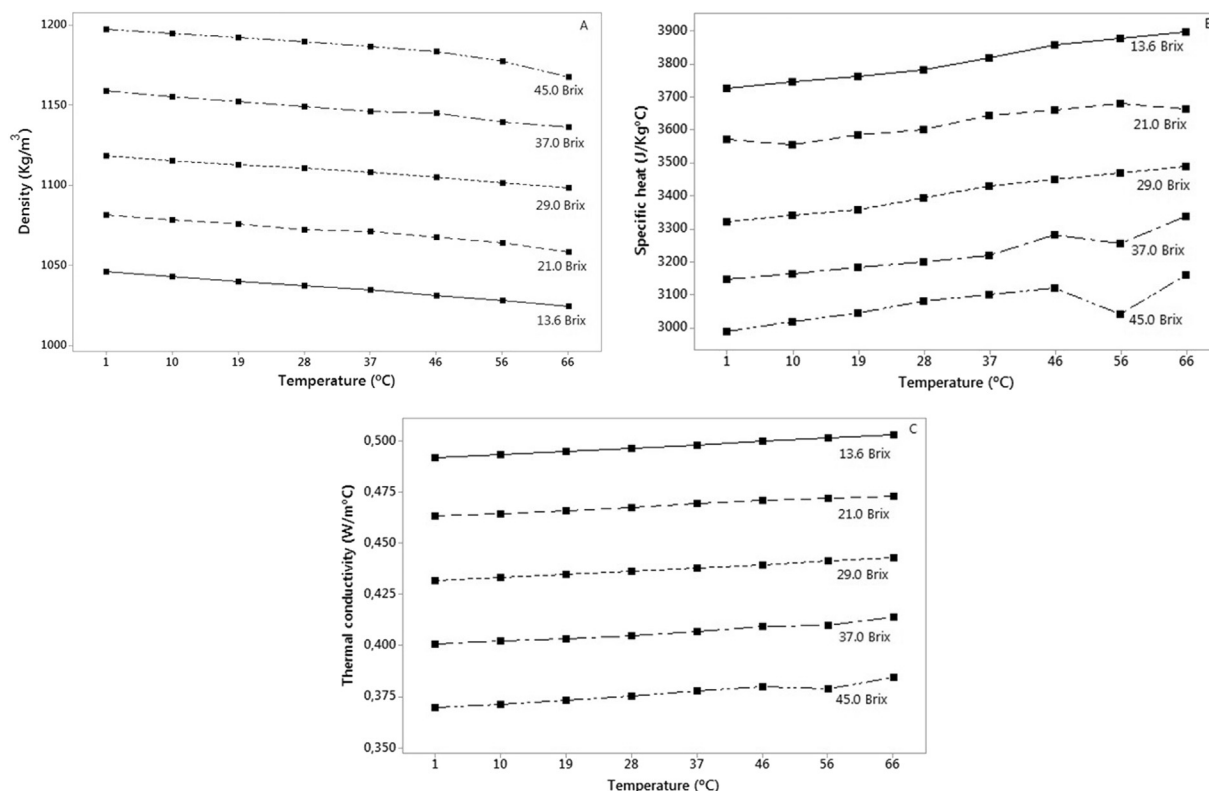 A
Density (Kg/m³)
1200
1150
1100
1050
1000
45.0 Brix
37.0 Brix
29.0 Brix
21.0 Brix
13.6 Brix
1 10 19 28 37 46 56 66
Temperature (ºC)
Specific heat (J/KgºC)
3900
3800
3700
3600
3500
3400
3300
3200
3100
3000
13.6 Brix
21.0 Brix
29.0 Brix
37.0 Brix
45.0 Brix
1 10 19 28 37 46 56 66
Temperature (ºC)
C
Thermal conductivity (W/mºC)
0,500
0,475
0,450
0,425
0,400
0,375
0,350
13.6 Brix
21.0 Brix
29.0 Brix
37.0 Brix
45.0 Brix
1 10 19 28 37 46 56 66
Temperature (ºC)